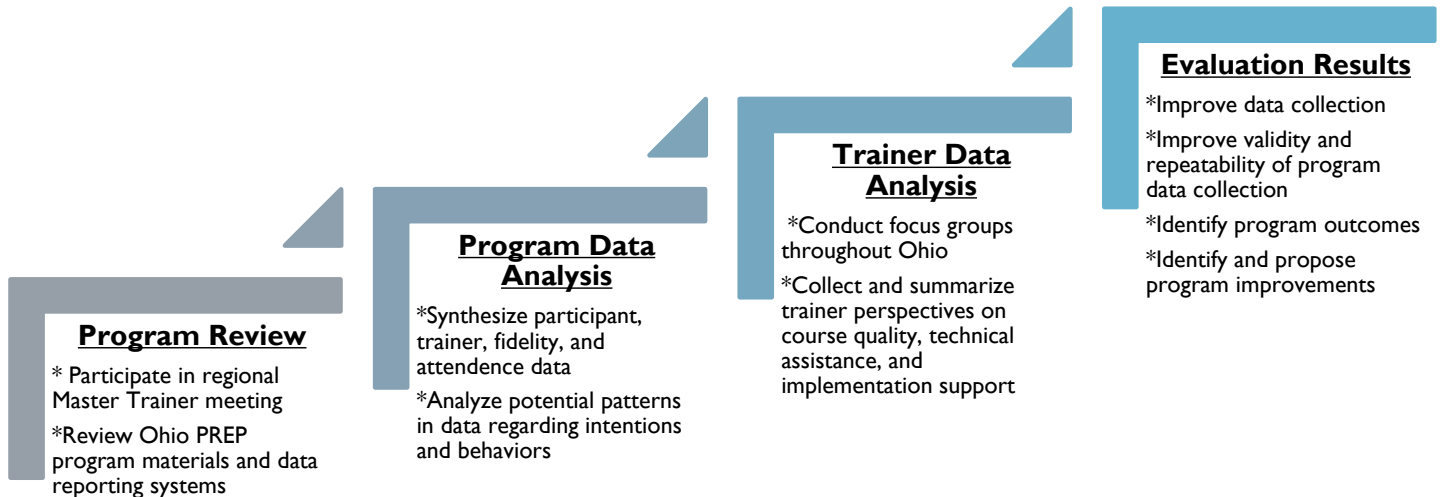 Program Review
* Participate in regional
Master Trainer meeting
*Review Ohio PREP
program materials and data
reporting systems
Program Data
Analysis
*Synthesize participant,
trainer, fidelity, and
attendence data
*Analyze potential patterns
in data regarding intentions
and behaviors
Trainer Data
Analysis
*Conduct focus groups
throughout Ohio
*Collect and summarize
trainer perspectives on
course quality, technical
assistance, and
implementation support
Evaluation Results
*Improve data collection
*Improve validity and
repeatability of program
data collection
*Identify program outcomes
*Identify and propose
program improvements